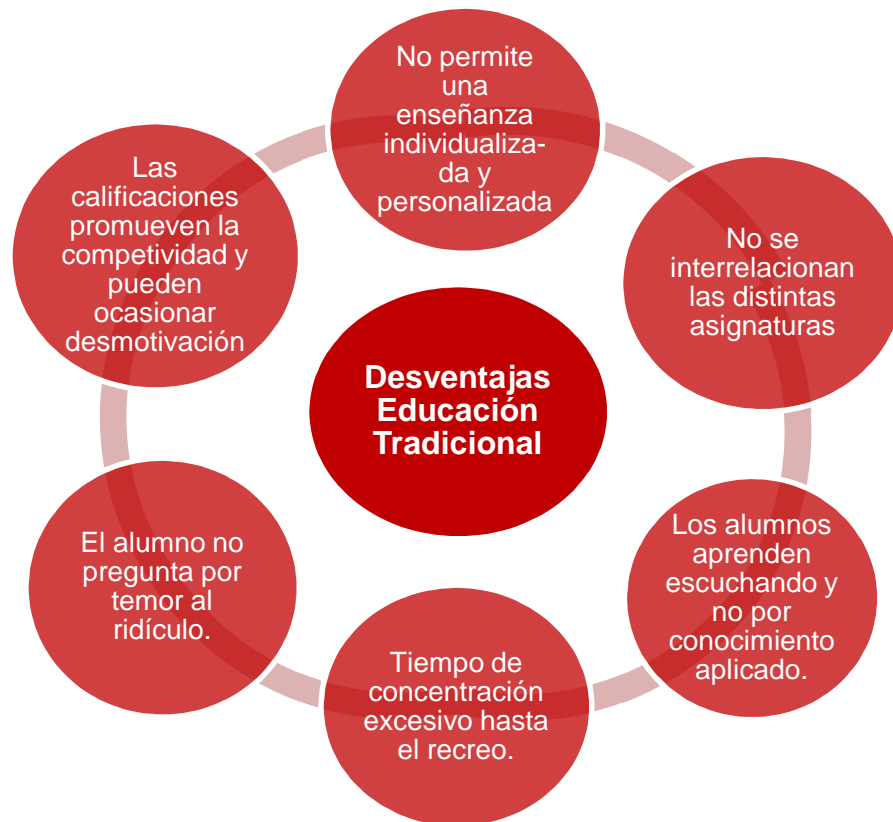 No permite
una
enseñanza
individualiza-
da y
personalizada
No se
interrelacionan
las distintas
asignaturas
Los alumnos
aprenden
escuchando y
no por
conocimiento
aplicado.
Tiempo de
concentración
excesivo hasta
el recreo.
El alumno no
pregunta por
temor al
ridículo.
Las
calificaciones
promueven la
competividad y
pueden
ocasionar
desmotivación
Desventajas
Educación
Tradicional